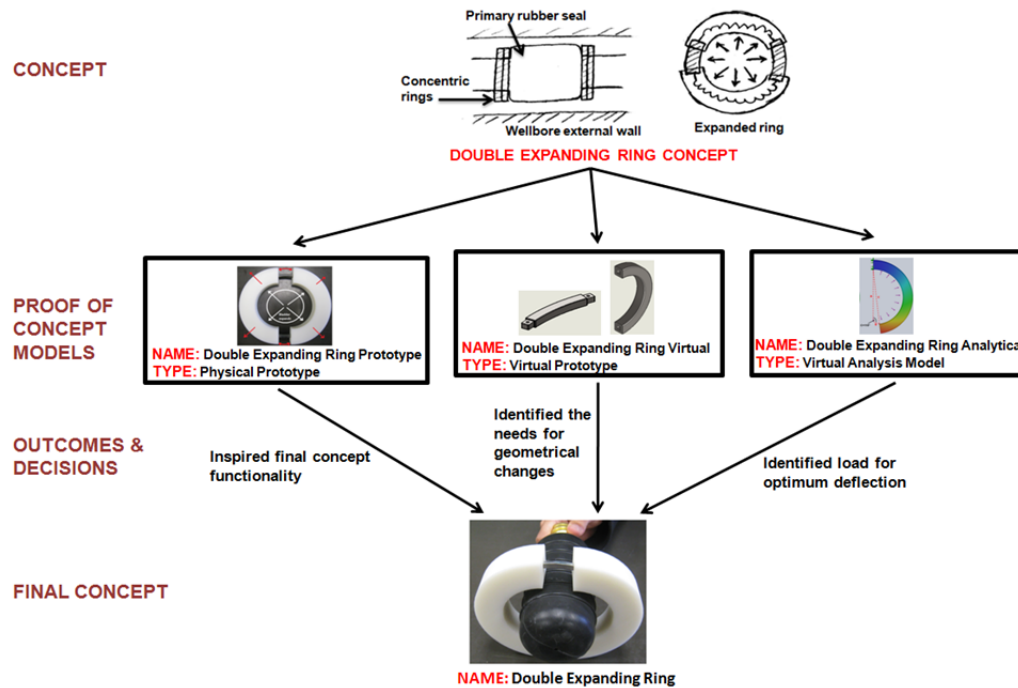 CONCEPT
Primary rubber seal
Concentric
rings
Wellbore external wall
Expanded ring
DOUBLE EXPANDING RING CONCEPT
PROOF OF
CONCEPT
MODELS
NAME: Double Expanding Ring Prototype
TYPE: Physical Prototype
NAME: Double Expanding Ring Virtual
TYPE: Virtual Prototype
NAME: Double Expanding Ring Analytical
TYPE: Virtual Analysis Model
OUTCOMES &
DECISIONS
Inspired final concept
functionality
Identified the
needs for
geometrical
changes
Identified load for
optimum deflection
FINAL CONCEPT
NAME: Double Expanding Ring